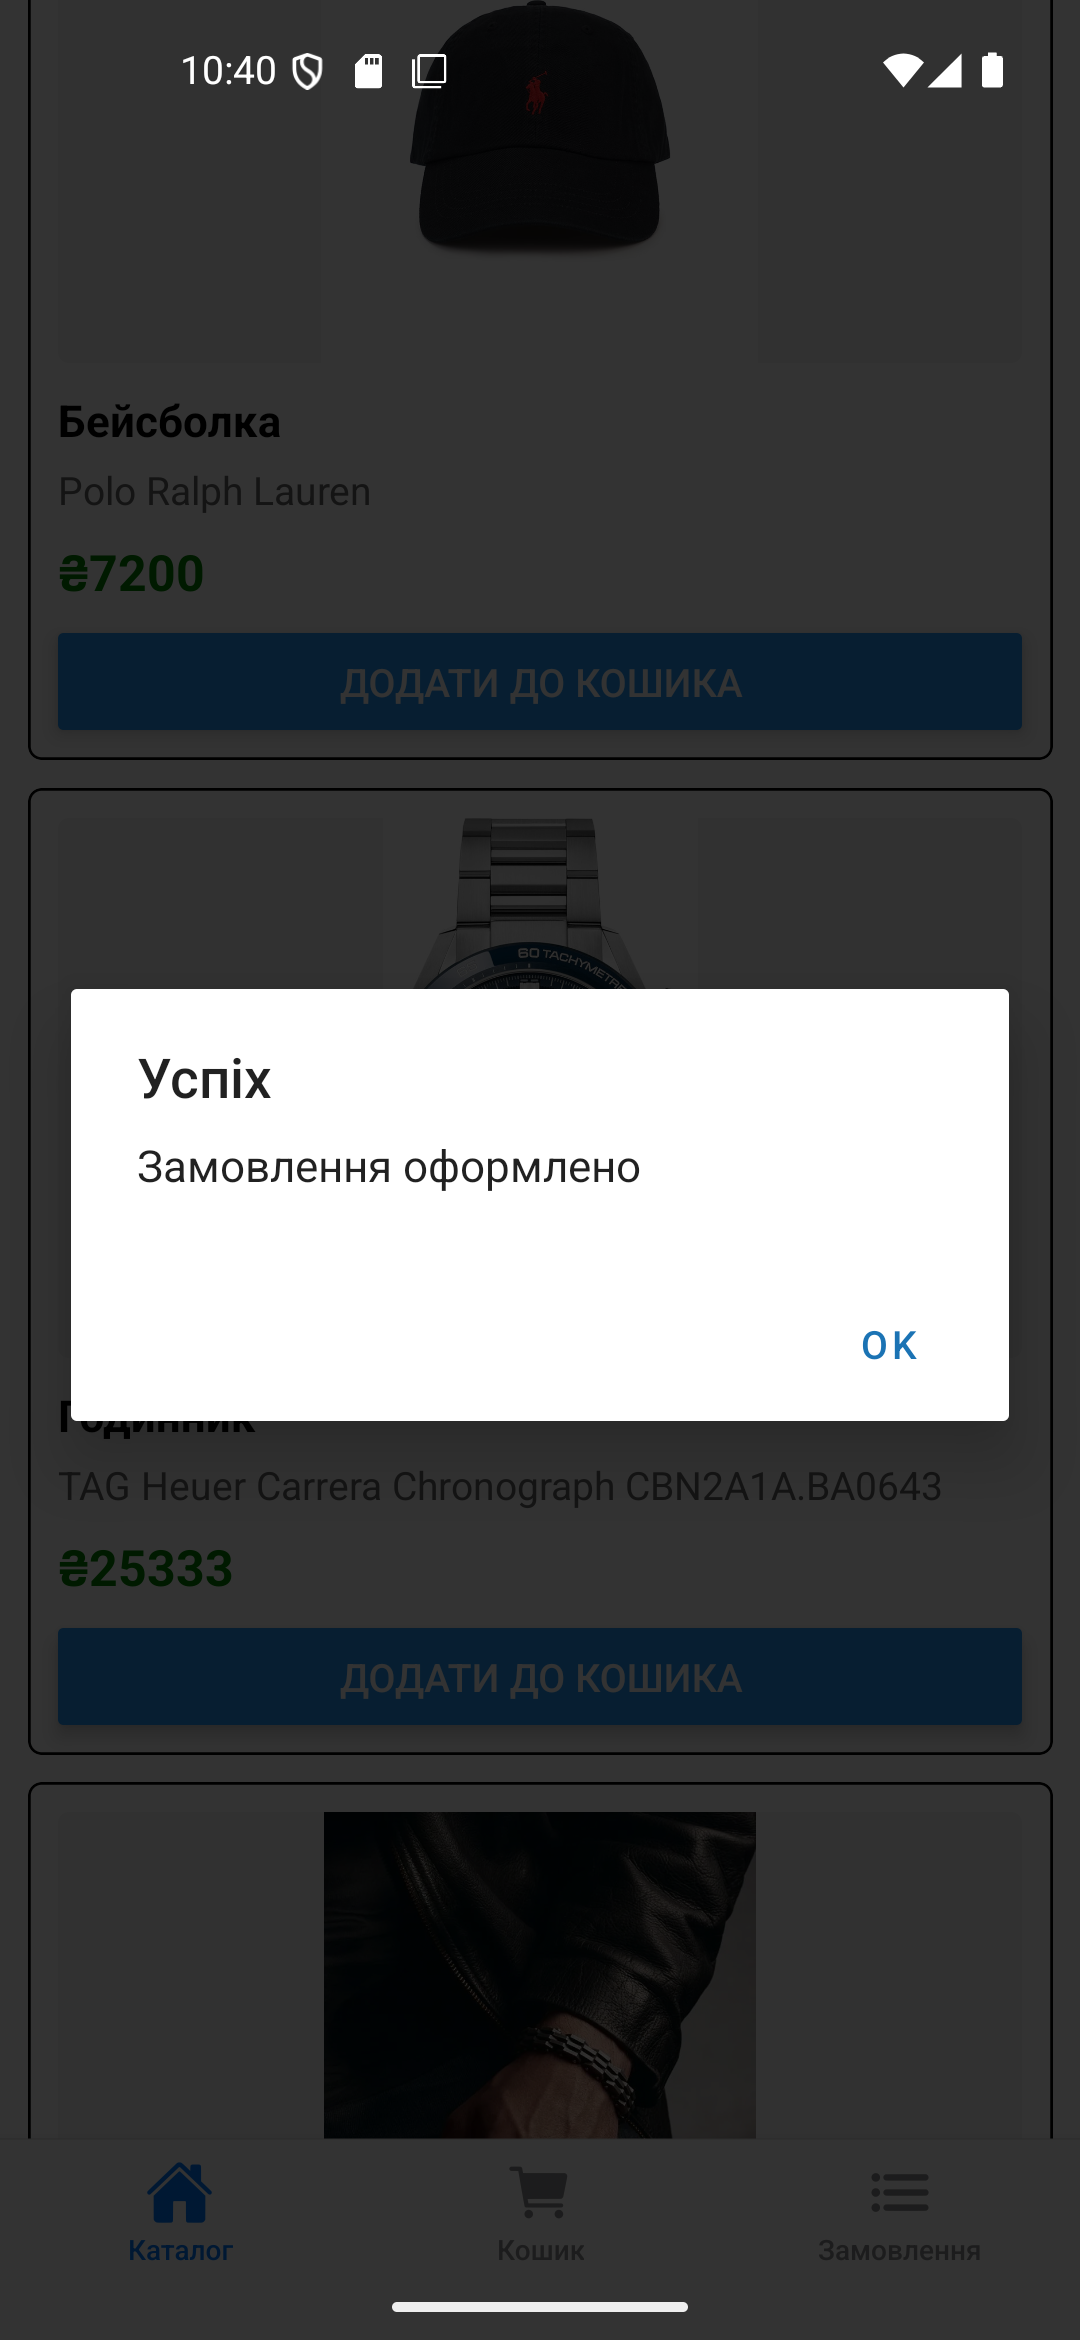 10:40
Бейсболка
Polo Ralph Lauren
₴7200
ДОДАТИ ДО КОШИКА
60 TACHYMETRE
Успіх
Замовлення оформлено
OK
Годинник
TAG Heuer Carrera Chronograph CBN2A1A.BA0643
₴25333
ДОДАТИ ДО КОШИКА
Каталог
Кошик
Замовлення